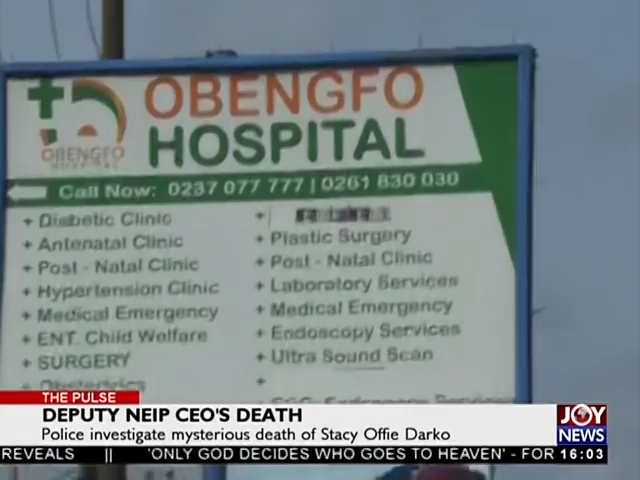 OBENGFO
HOSPITAL
OBENGFO
HOSPITAL
Call Now: 0237 077 777 | 0261 830 030
+ Diabetic Clinic
+ Antenatal Clinic
+ Post - Natal Clinic
+ Hypertension Clinic
+ Medical Emergency
+ ENT. Child Welfare
+ SURGERY
Obstetrics
+
+ Plastic Surgery
+ Post - Natal Clinic
+ Laboratory Services
+ Medical Emergency
+ Endoscopy Services
+ Ultra Sound Scan
+
THE PULSE
DEPUTY NEIP CEO'S DEATH
Police investigate mysterious death of Stacy Offie Darko
JOY
NEWS
REVEALS || 'ONLY GOD DECIDES WHO GOES TO HEAVEN' - FOR 16:03